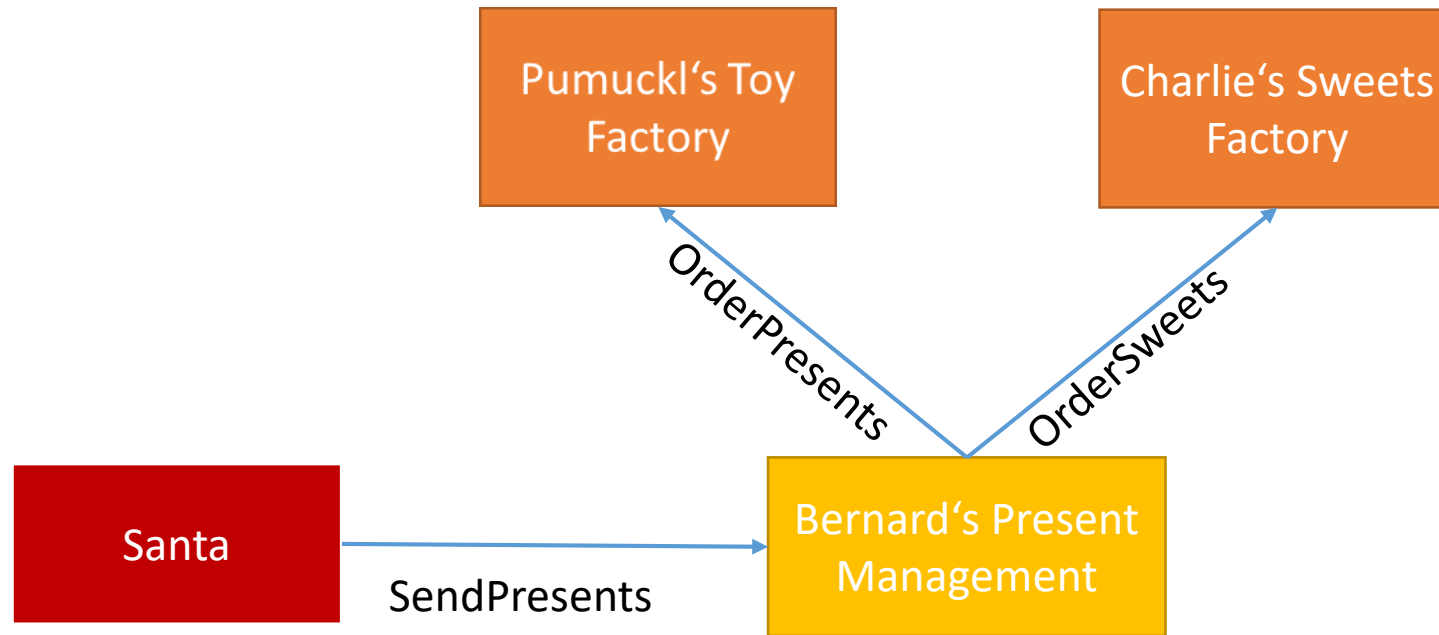 Pumuckl‘s Toy
Factory
Charlie‘s Sweets
Factory
OrderPresents
OrderSweets
Santa
SendPresents
Bernard‘s Present
Management